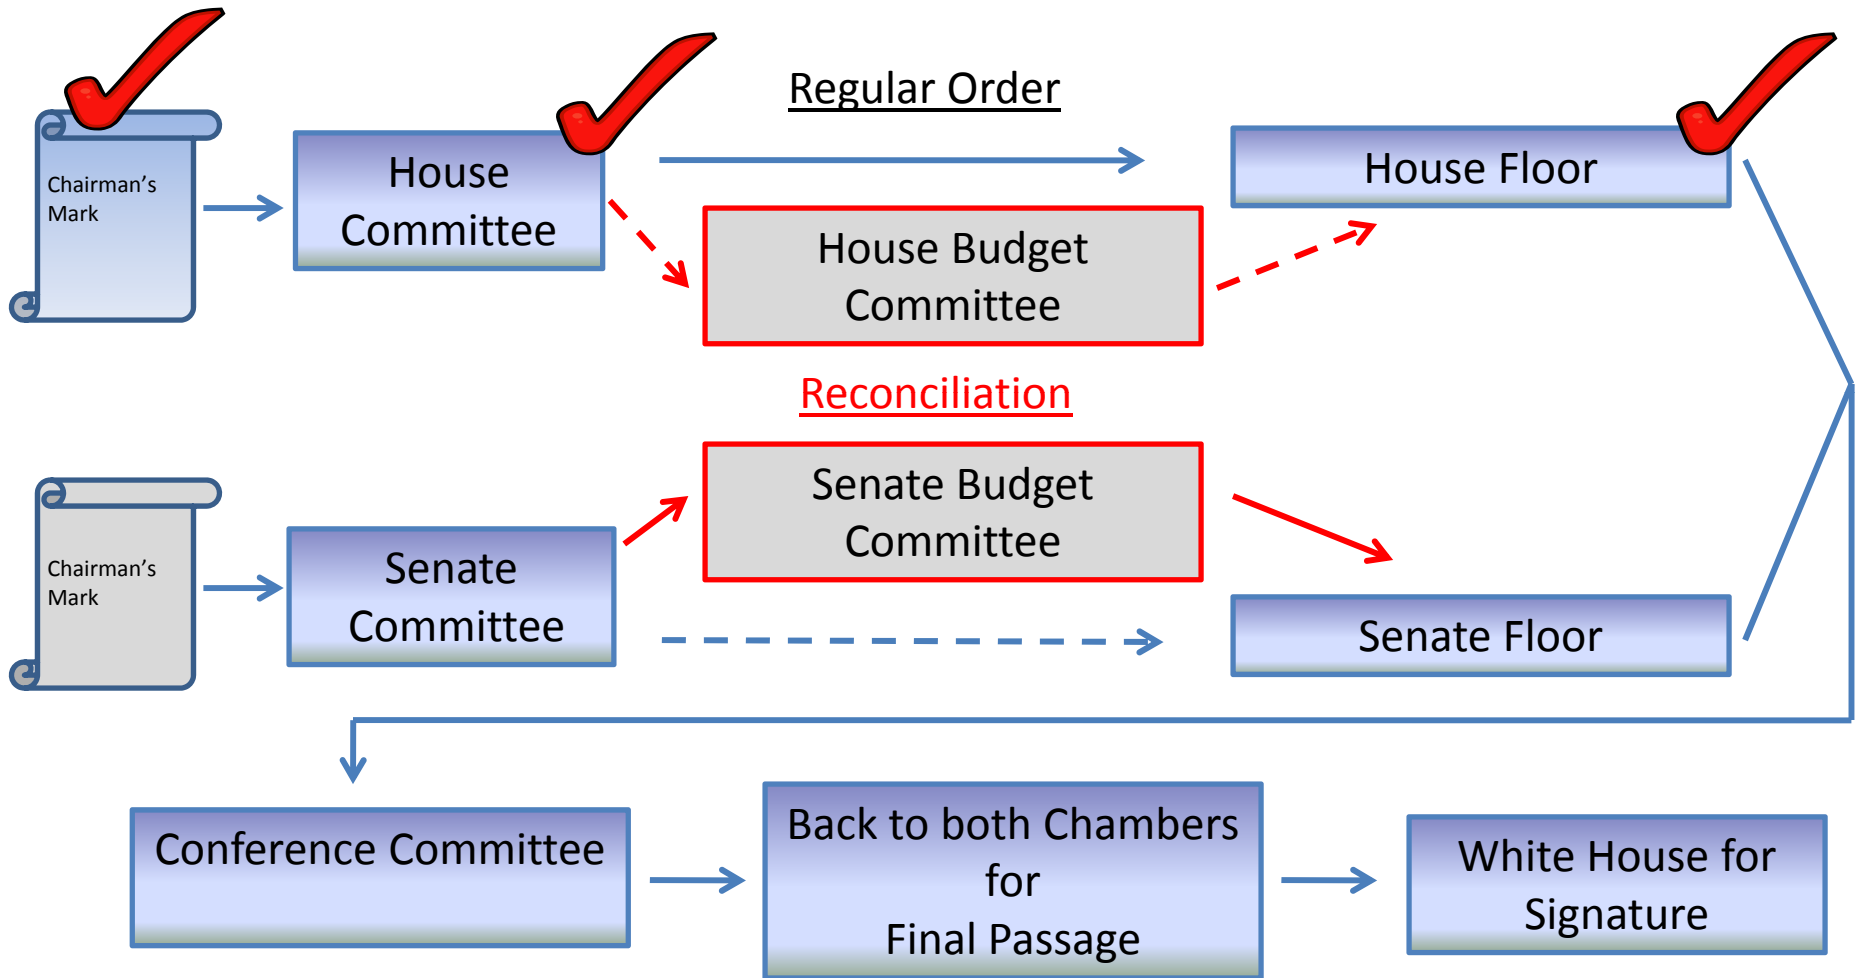 Regular Order
Chairman's
Mark
House
Committee
House Floor
House Budget
Committee
Reconciliation
Senate Budget
Committee
Chairman's
Mark
Senate
Committee
Senate Floor
Conference Committee
Back to both Chambers
for
Final Passage
White House for
Signature